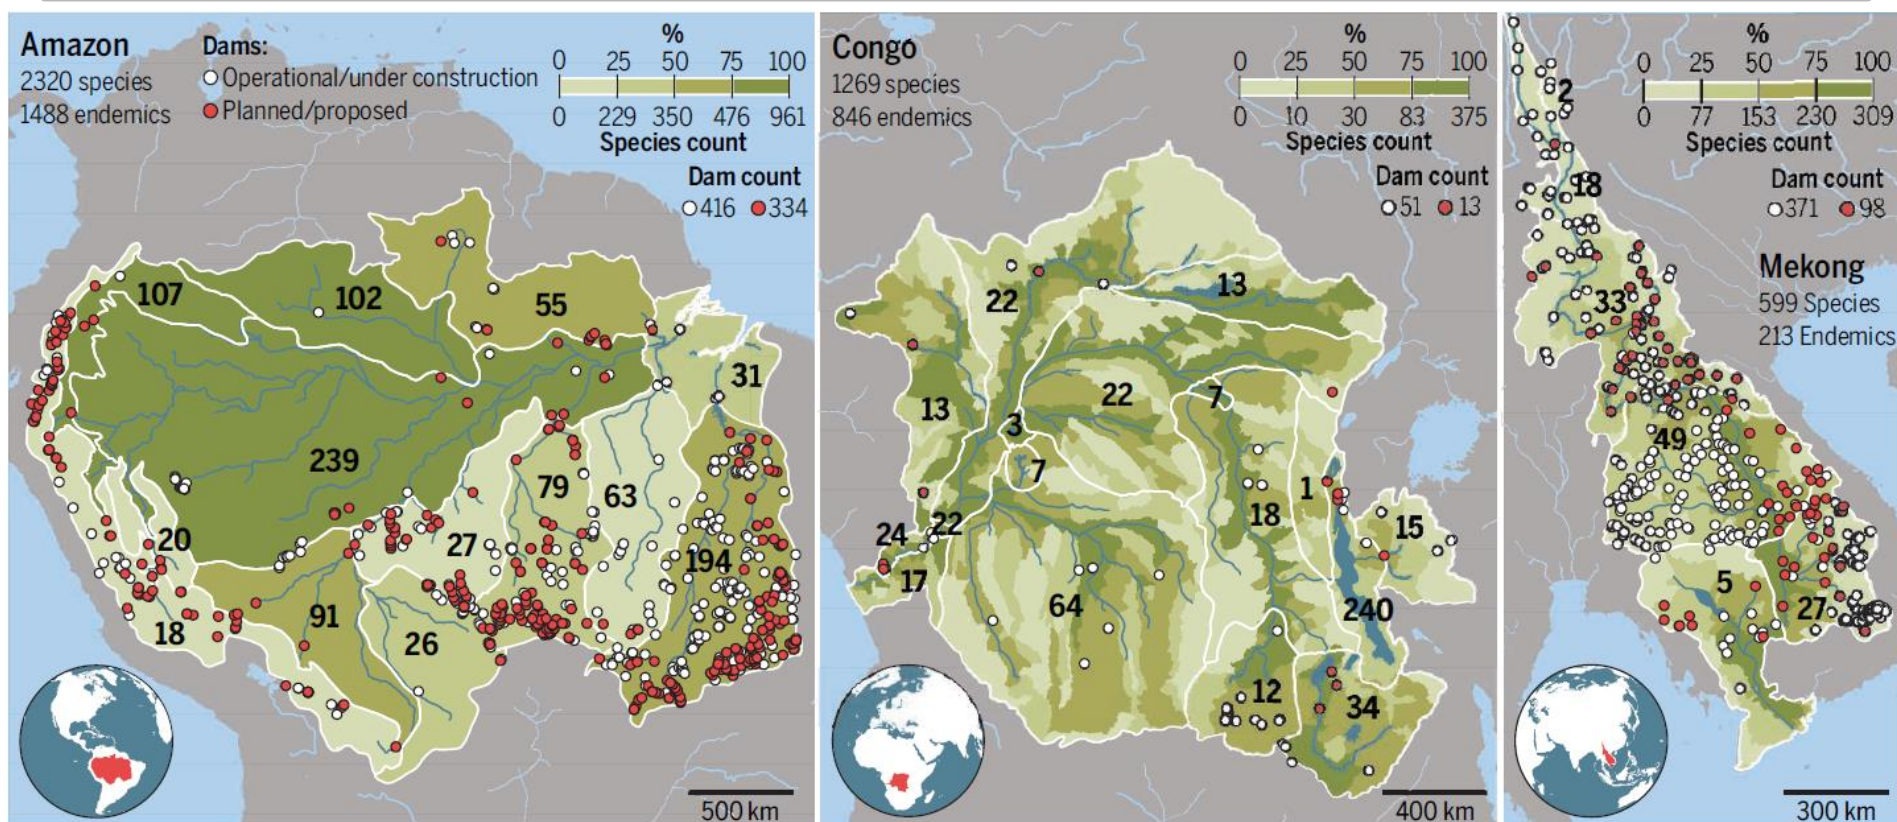 Amazon
2320 species
1488 endemics
Dams:
Operational/under construction
Planned/proposed
%
0 25 50 75 100
0 229 350 476 961
Species count
Dam count
416 334
107
102
55
31
239
79
63
20
27
194
18
91
26
500 km
Congo
1269 species
846 endemics
%
0 25 50 75 100
0 10 30 83 375
Species count
Dam count
51 13
22
13
13
22
7
3
7
1
18
15
24
22
17
64
240
12
34
400 km
%
0 25 50 75 100
0 77 153 230 309
Species count
Dam count
371 98
Mekong
599 Species
213 Endemics
2
18
33
49
5
27
300 km